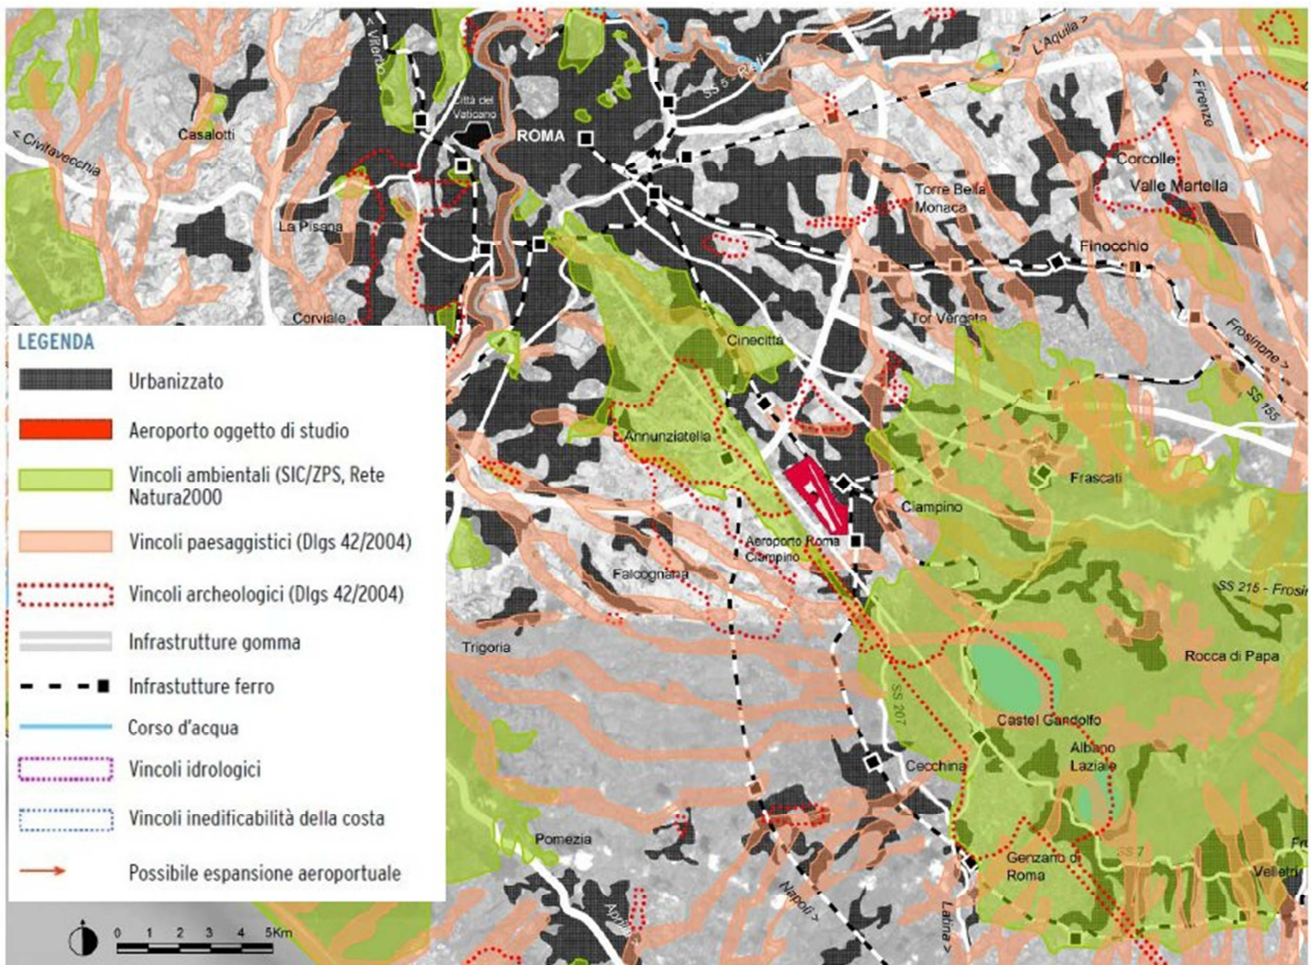 < Viterbo
SS 5
L'Aquila >
< Firenze
Città del
Vaticano
ROMA
Casalotti
< Civitavecchia
Corcolle
Valle Martella
Torre Bella
Monaca
La Pisana
Finocchio
Corviale
Tor Vergata
Cinecittà
Frosinone >
SS 155
LEGENDA
Urbanizzato
Aeroporto oggetto di studio
Vincoli ambientali (SIC/ZPS, Rete
Natura2000
Vincoli paesaggistici (Dlgs 42/2004)
Vincoli archeologici (Dlgs 42/2004)
Infrastrutture gomma
Infrastutture ferro
Corso d'acqua
Vincoli idrologici
Vincoli inedificabilità della costa
Possibile espansione aeroportuale
0 1 2 3 4 5Km
L'Annunziatella
Frascati
Ciampino
Aeroporto Roma
Ciampino
Falcognana
SS 215 - Frosin
Trigoria
Rocca di Papa
SS 207
Castel Gandolfo
Albano
Laziale
Cecchina
Pomezia
SS 7
Genzano di
Roma
Velletri
Napoli >
Latina >